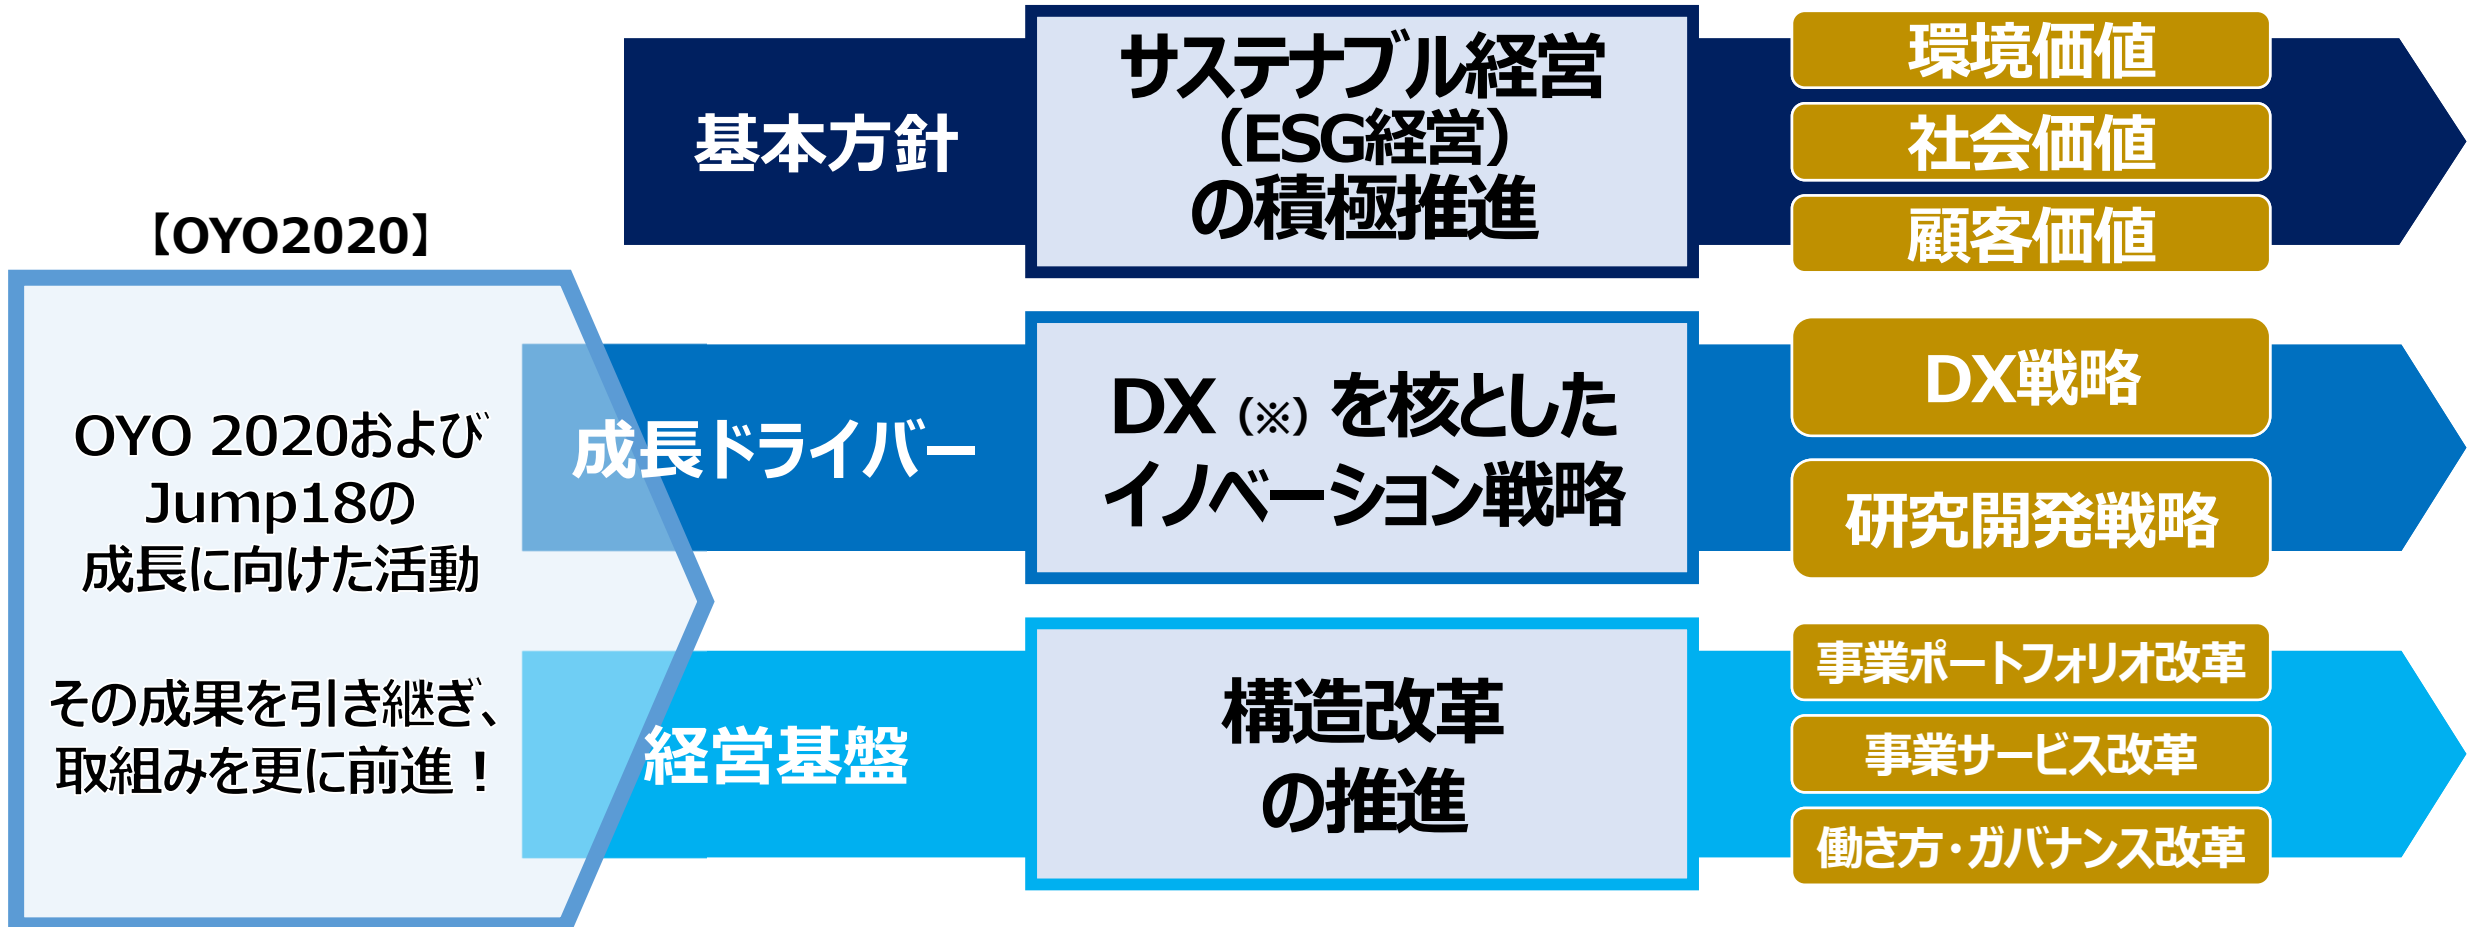 【OYO2020】
OYO 2020および
Jump18の
成長に向けた活動
その成果を引き継ぎ、
取組みを更に前進！
基本方針
サステナブル経営
（ESG経営）
の積極推進
環境価値
社会価値
顧客価値
成長ドライバー
DX（※）を核とした
イノベーション戦略
DX戦略
研究開発戦略
経営基盤
構造改革
の推進
事業ポートフォリオ改革
事業サービス改革
働き方・ガバナンス改革